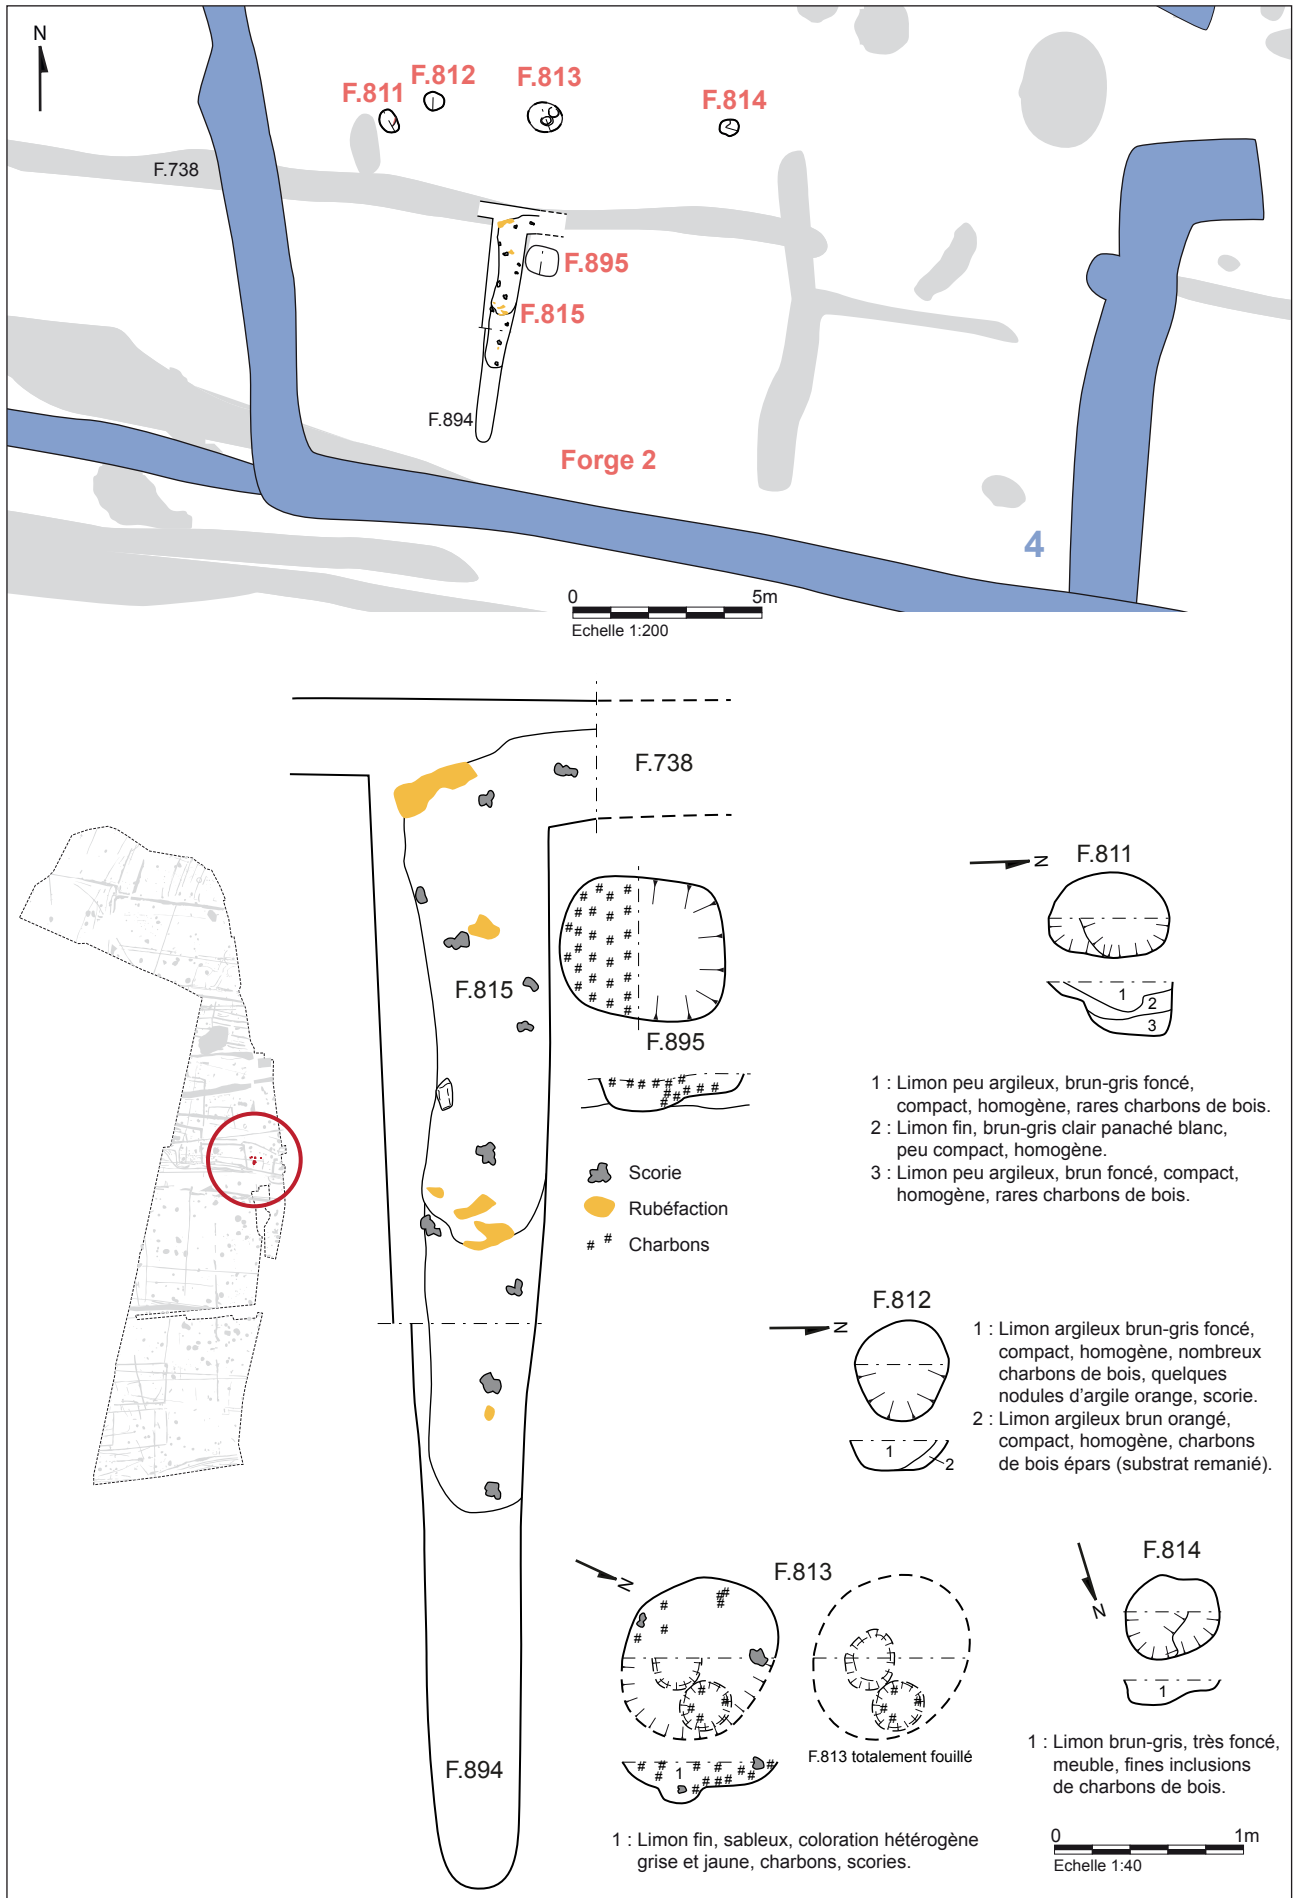 N
F.811
F.812
F.813
F.814
F.738
F.895
F.815
F.894
Forge 2
4
0 5m
Echelle 1:200
F.738
F.815
F.895
F.894
Scorie
Rubéfaction
# # Charbons
N
F.811
1
2
3
1 : Limon peu argileux, brun-gris foncé,
compact, homogène, rares charbons de bois.
2 : Limon fin, brun-gris clair panaché blanc,
peu compact, homogène.
3 : Limon peu argileux, brun foncé, compact,
homogène, rares charbons de bois.
N
F.812
1
2
1 : Limon argileux brun-gris foncé,
compact, homogène, nombreux
charbons de bois, quelques
nodules d'argile orange, scorie.
2 : Limon argileux brun orangé,
compact, homogène, charbons
de bois épars (substrat remanié).
N
F.813
1
F.813 totalement fouillé
1 : Limon fin, sableux, coloration hétérogène
grise et jaune, charbons, scories.
N
F.814
1
1 : Limon brun-gris, très foncé,
meuble, fines inclusions
de charbons de bois.
0 1m
Echelle 1:40